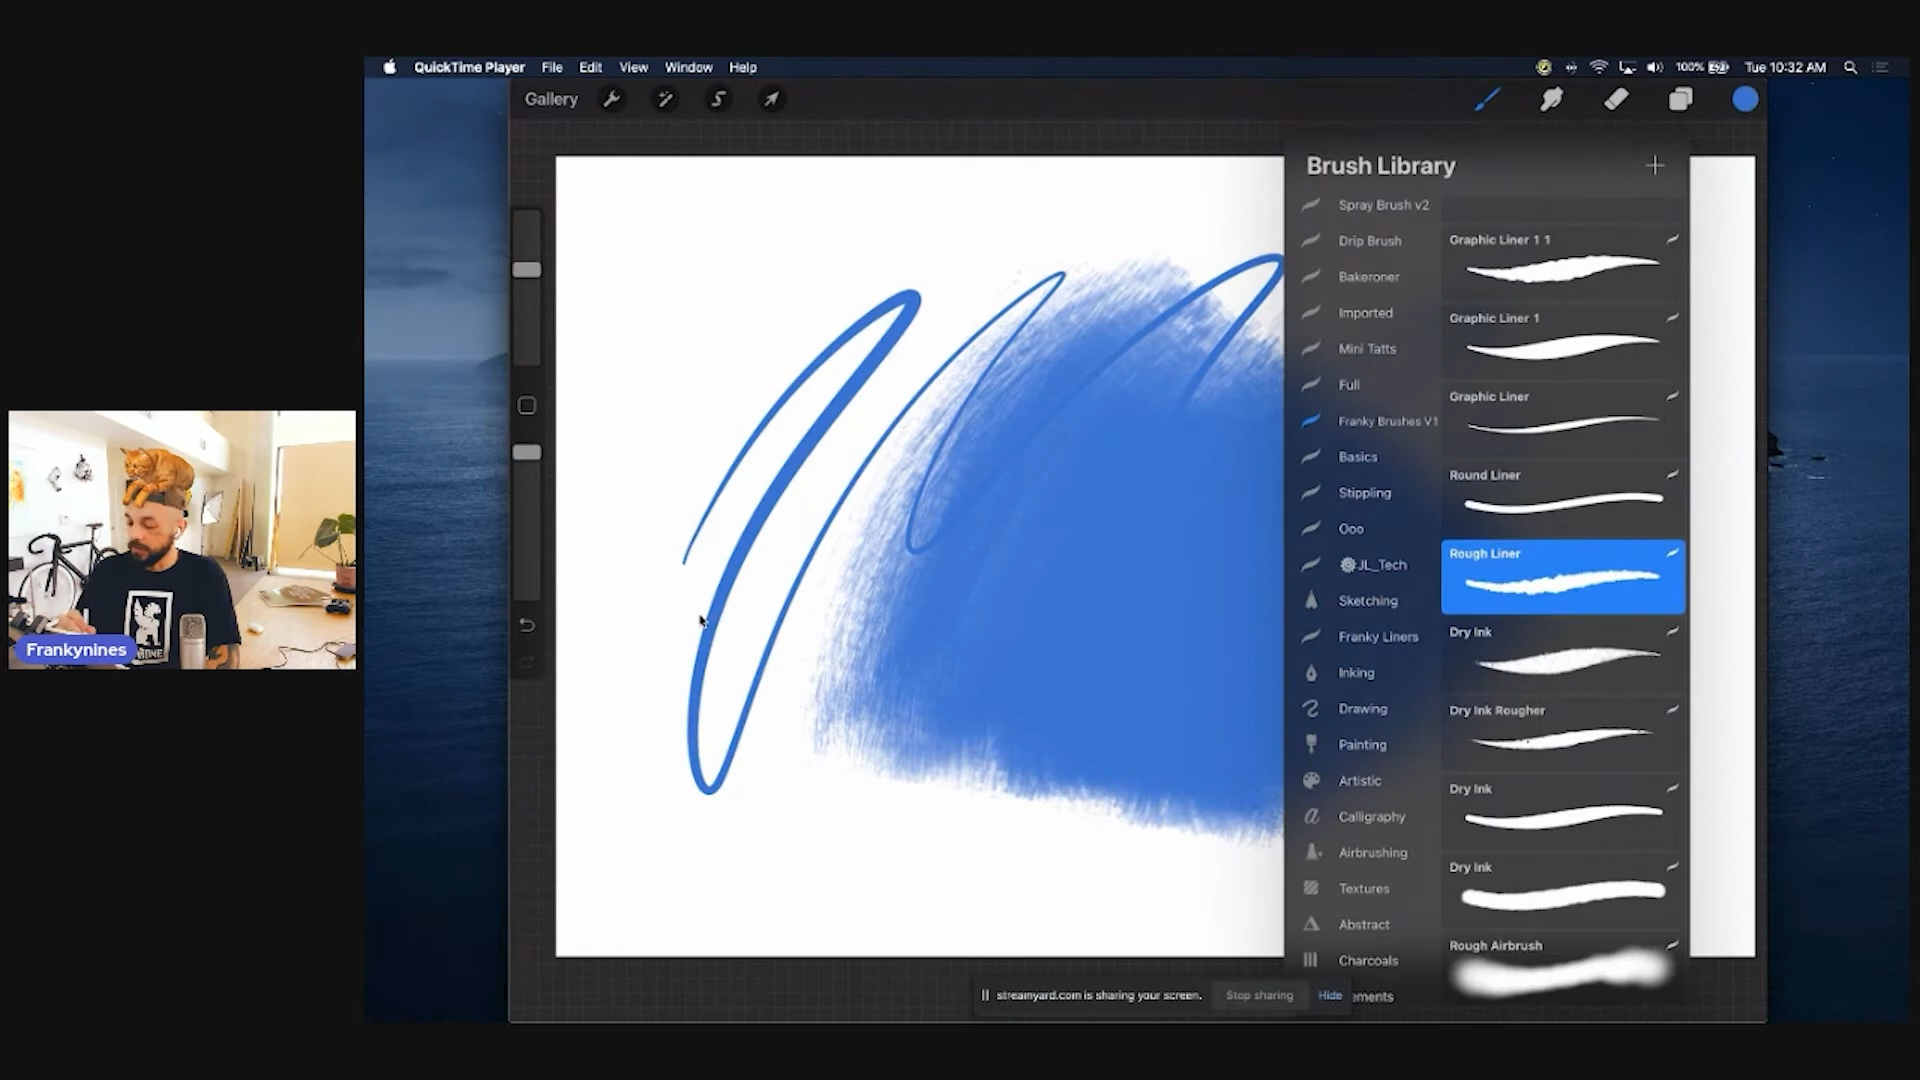 QuickTime Player File Edit View Window Help
100% Tue 10:32 AM
Gallery
Brush Library
Spray Brush v2
Drip Brush
Bakeroner
Imported
Mini Tatts
Full
Franky Brushes V1
Basics
Stippling
Ooo
JL_Tech
Sketching
Franky Liners
Inking
Drawing
Painting
Artistic
Calligraphy
Airbrushing
Textures
Abstract
Charcoals
ements
Graphic Liner 1 1
Graphic Liner 1
Graphic Liner
Round Liner
Rough Liner
Dry Ink
Dry Ink Rougher
Dry Ink
Dry Ink
Rough Airbrush
streamyard.com is sharing your screen. Stop sharing Hide
Frankynines